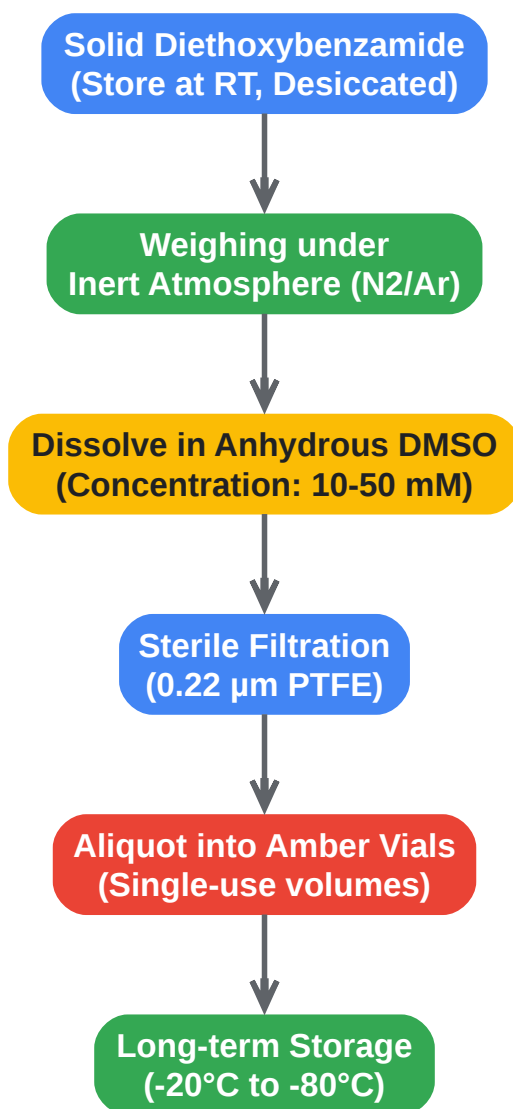 Solid Diethoxybenzamide
(Store at RT, Desiccated)
Weighing under
Inert Atmosphere (N2/Ar)
Dissolve in Anhydrous DMSO
(Concentration: 10-50 mM)
Sterile Filtration
(0.22 µm PTFE)
Aliquot into Amber Vials
(Single-use volumes)
Long-term Storage
(-20°C to -80°C)